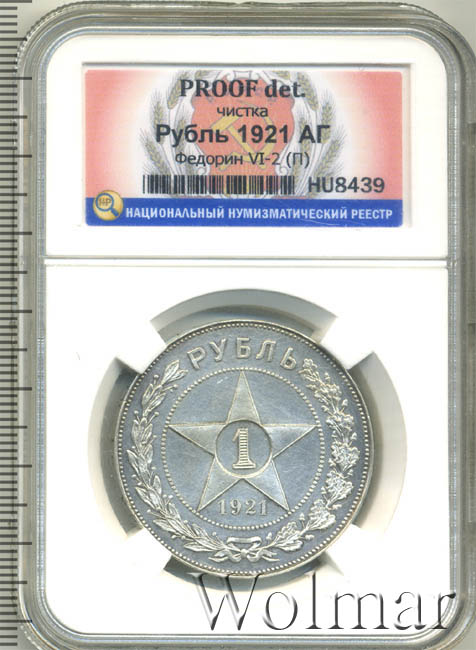 PROOF det.
чистка
Рубль 1921 АГ
Федорин VI-2 (П)
HU8439
НАЦИОНАЛЬНЫЙ НУМИЗМАТИЧЕСКИЙ РЕЕСТР
РУБЛЬ
1
1921
Wolmar